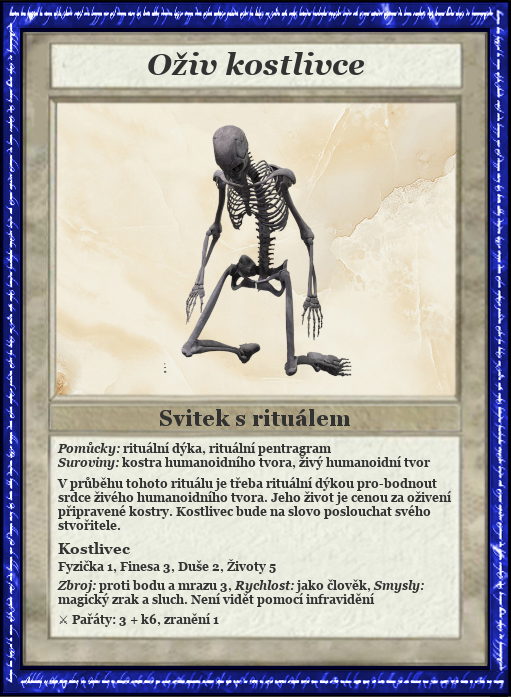 Oživ kostlivce
Svitek s rituálem
Pomůcky: rituální dýka, rituální pentragram
Suroviny: kostra humanoidního tvora, živý humanoidní tvor
V průběhu tohoto rituálu je třeba rituální dýkou pro-bodnout
srdce živého humanoidního tvora. Jeho život je cenou za oživení
připravené kostry. Kostlivec bude na slovo poslouchat svého
stvořitele.
Kostlivec
Fyzička 1, Finesa 3, Duše 2, Životy 5
Zbroj: proti bodu a mrazu 3, Rychlost: jako člověk, Smysly:
magický zrak a sluch. Není vidět pomocí infravidění
⚔ Pařáty: 3 + k6, zranění 1